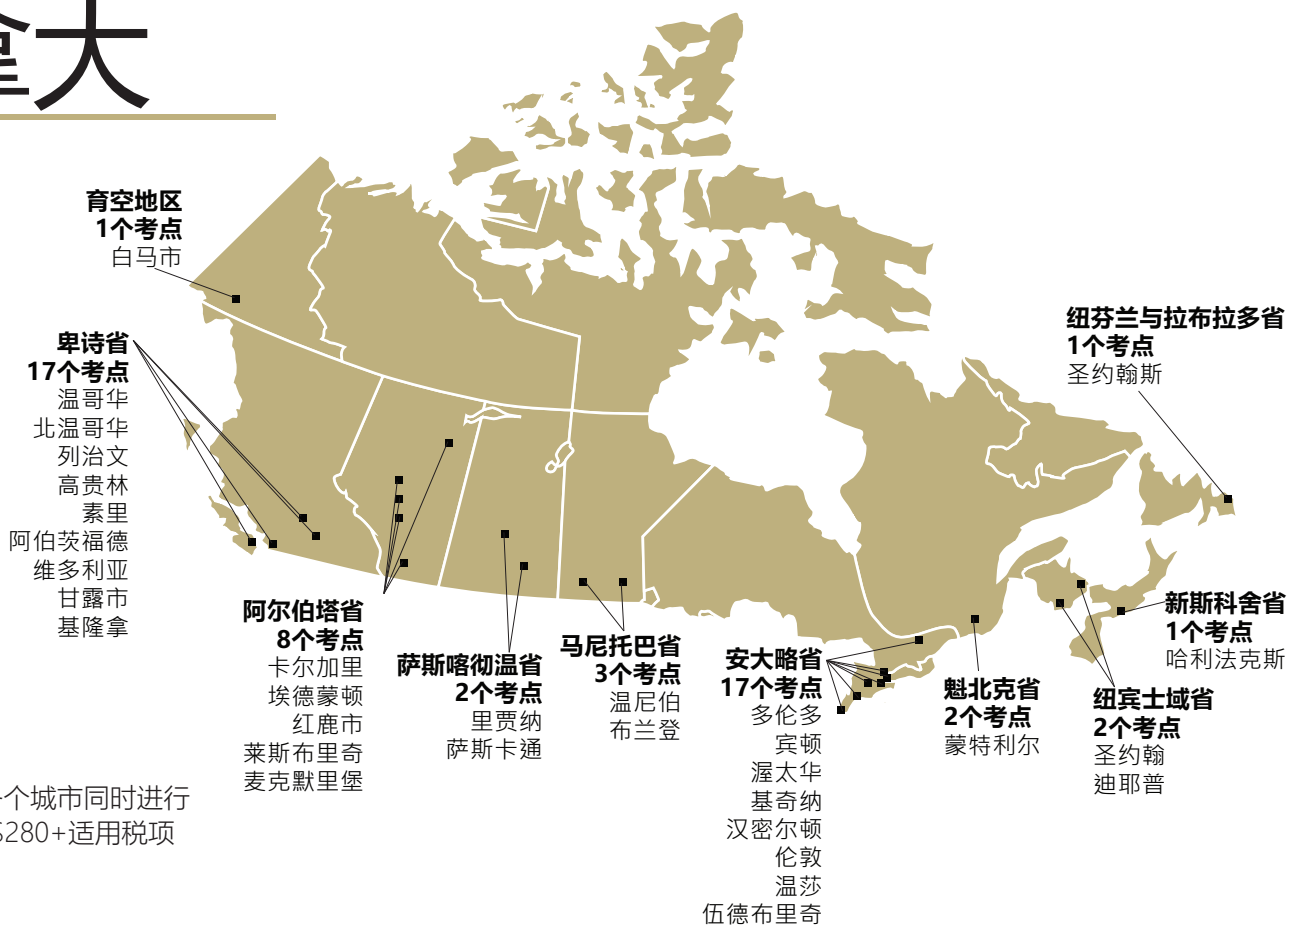 拿大
育空地区
1个考点
白马市
卑诗省
17个考点
温哥华
北温哥华
列治文
高贵林
素里
阿伯茨福德
维多利亚
甘露市
基隆拿
阿尔伯塔省
8个考点
卡尔加里
埃德蒙顿
红鹿市
莱斯布里奇
麦克默里堡
萨斯喀彻温省
2个考点
里贾纳
萨斯卡通
马尼托巴省
3个考点
温尼伯
布兰登
安大略省
17个考点
多伦多
宾顿
渥太华
基奇纳
汉密尔顿
伦敦
温莎
伍德布里奇
魁北克省
2个考点
蒙特利尔
纽宾士域省
2个考点
圣约翰
迪耶普
新斯科舍省
1个考点
哈利法克斯
纽芬兰与拉布拉多省
1个考点
圣约翰斯
个城市同时进行
280+适用税项